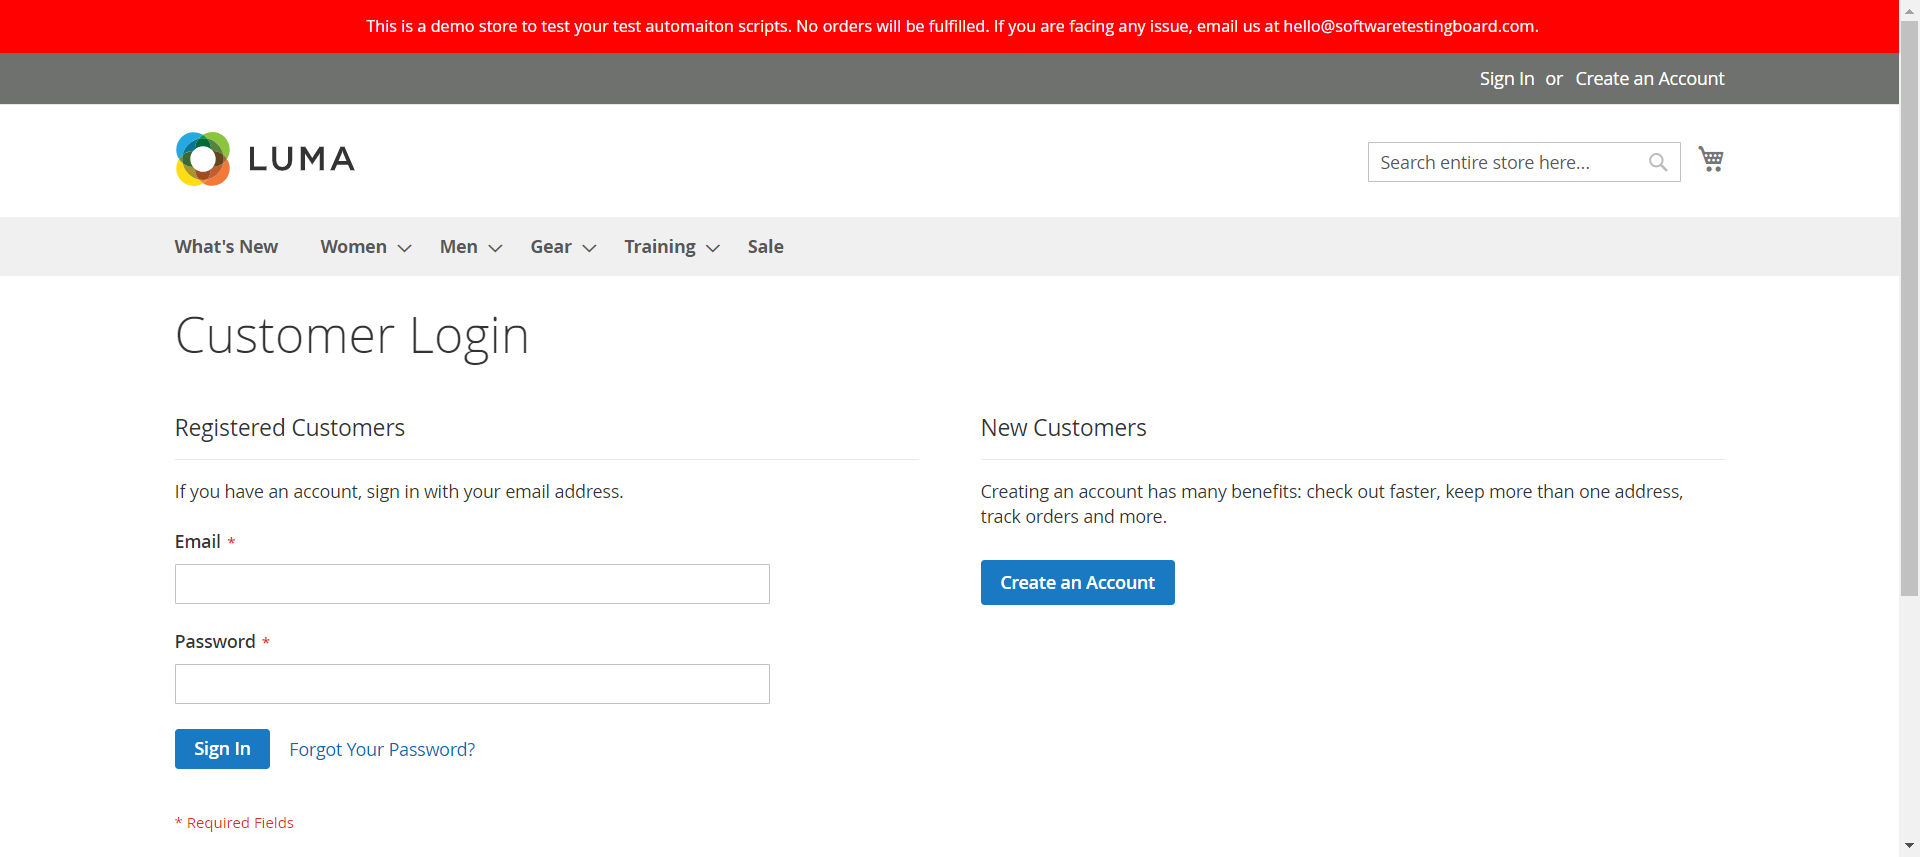 This is a demo store to test your test automaiton scripts. No orders will be fulfilled. If you are facing any issue, email us at hello@softwaretestingboard.com.
Sign In or Create an Account
LUMA
Search entire store here...
What's New Women Men Gear Training Sale
Customer Login
Registered Customers
If you have an account, sign in with your email address.
Email *
Password *
Sign In Forgot Your Password?
* Required Fields
New Customers
Creating an account has many benefits: check out faster, keep more than one address,
track orders and more.
Create an Account